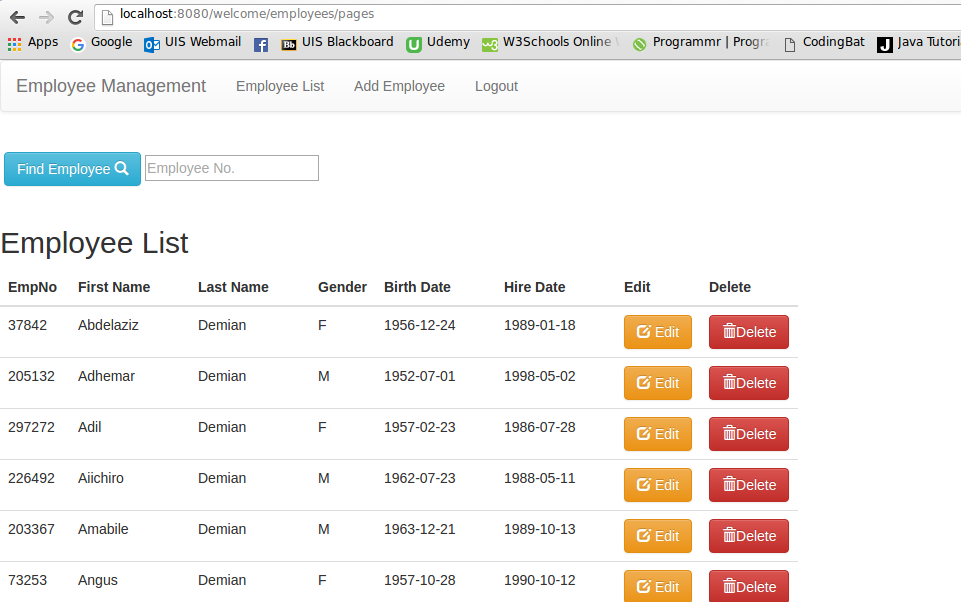 localhost:8080/welcome/employees/pages
Apps Google UIS Webmail f Bb UIS Blackboard U Udemy W3 W3Schools Online Programmr | Progr CodingBat J Java Tutori
Employee Management Employee List Add Employee Logout
Find Employee Employee No.
Employee List
EmpNo First Name Last Name Gender Birth Date Hire Date Edit Delete
37842 Abdelaziz Demian F 1956-12-24 1989-01-18 Edit Delete
205132 Adhemar Demian M 1952-07-01 1998-05-02 Edit Delete
297272 Adil Demian F 1957-02-23 1986-07-28 Edit Delete
226492 Aiichiro Demian M 1962-07-23 1988-05-11 Edit Delete
203367 Amabile Demian M 1963-12-21 1989-10-13 Edit Delete
73253 Angus Demian F 1957-10-28 1990-10-12 Edit Delete